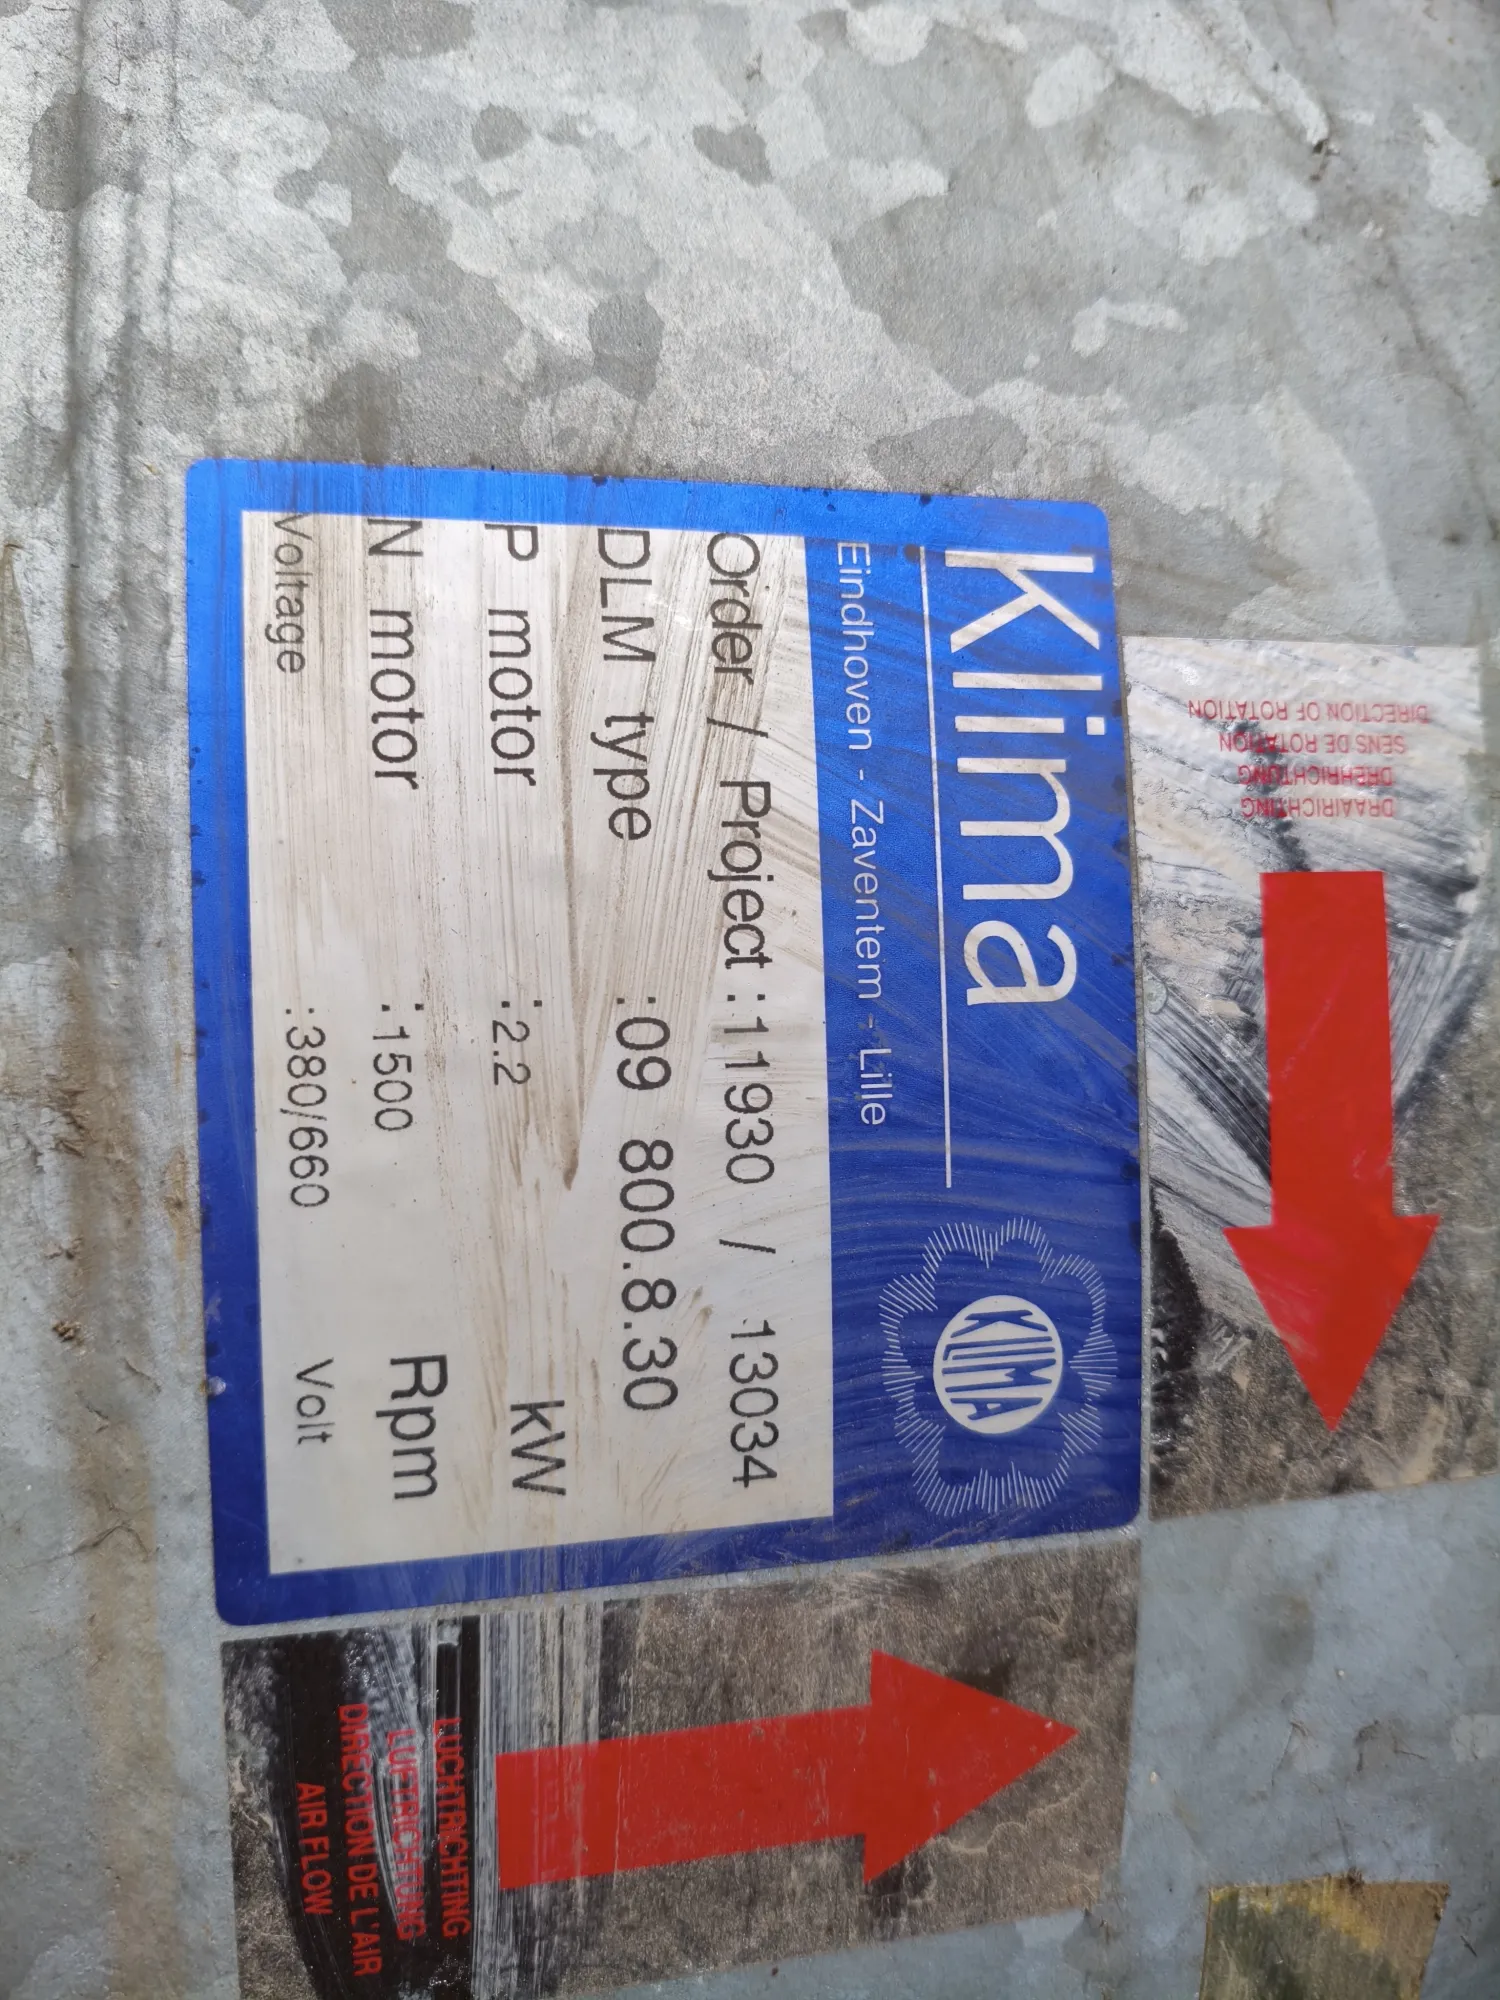 Klima
Eindhoven - Zaventem - Lille
KLIMA
Order / Project : 11930 / 13034
DLM type : 09 800.8.30
P motor : 2.2 kW
N motor : 1500 Rpm
Voltage : 380/660 Volt
DRAAIRICHTING
DREHRICHTUNG
SENS DE ROTATION
DIRECTION OF ROTATION
LUCHTRICHTING
LUFTRICHTUNG
DIRECTION DE L'AIR
AIR FLOW